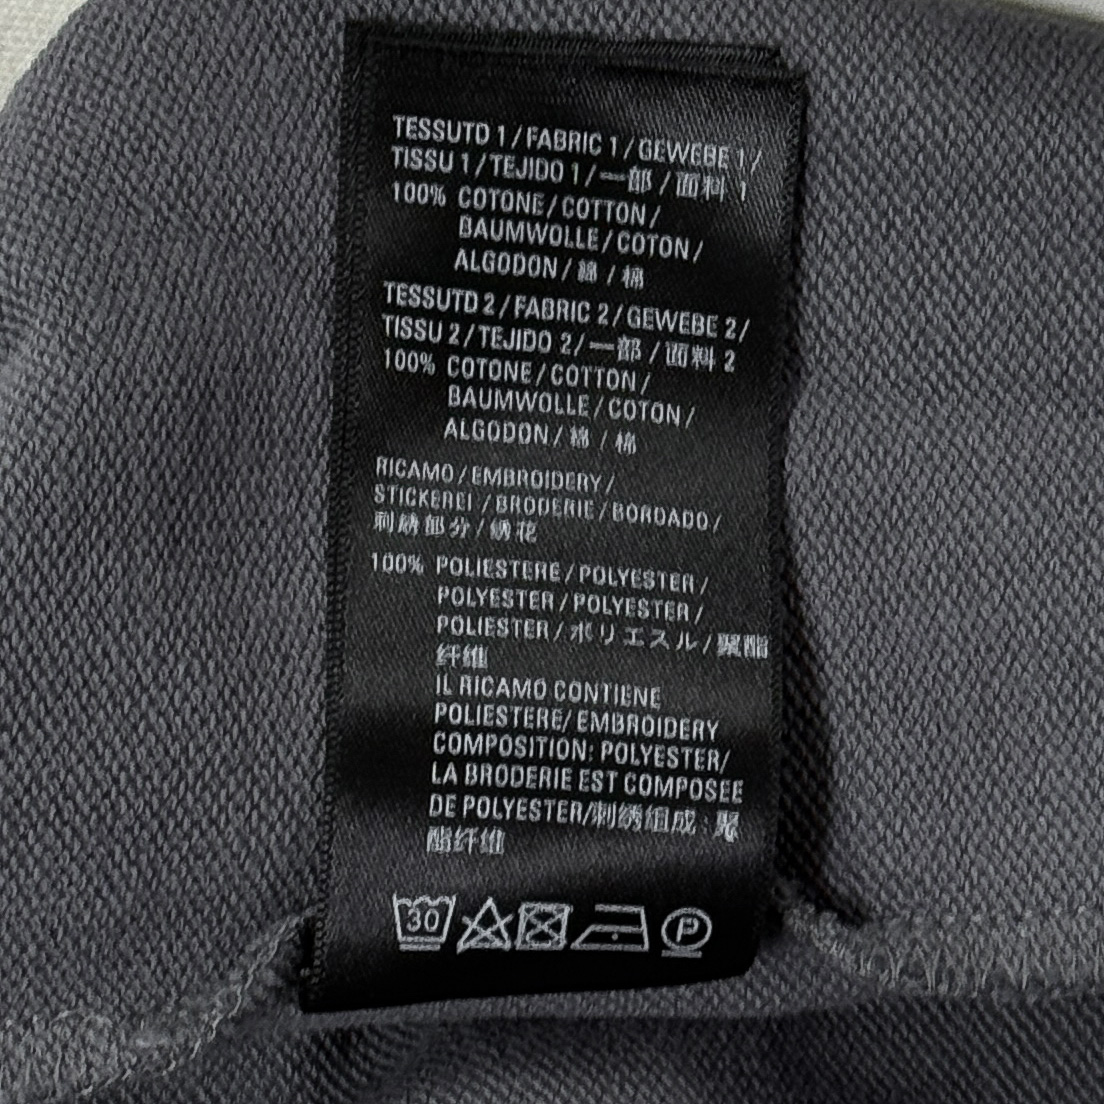 TESSUTO 1/FABRIC 1/GEWEBE 1/
TISSU 1/TEJIDO 1/一部/面料 1
100% COTONE/COTTON/
BAUMWOLLE/COTON/
ALGODON/綿/棉
TESSUTO 2/FABRIC 2/GEWEBE 2/
TISSU 2/TEJIDO 2/一部/面料 2
100% COTONE/COTTON/
BAUMWOLLE/COTON/
ALGODON/綿/棉
RICAMO/EMBROIDERY/
STICKEREI/BRODERIE/BORDADO/
刺繍部分/绣花
100% POLIESTERE/POLYESTER/
POLYESTER/POLYESTER/
POLIESTER/ポリエステル/聚酯
纤维
IL RICAMO CONTIENE
POLIESTERE/ EMBROIDERY
COMPOSITION: POLYESTER/
LA BRODERIE EST COMPOSEE
DE POLYESTER/刺绣组成:聚
酯纤维
30 P